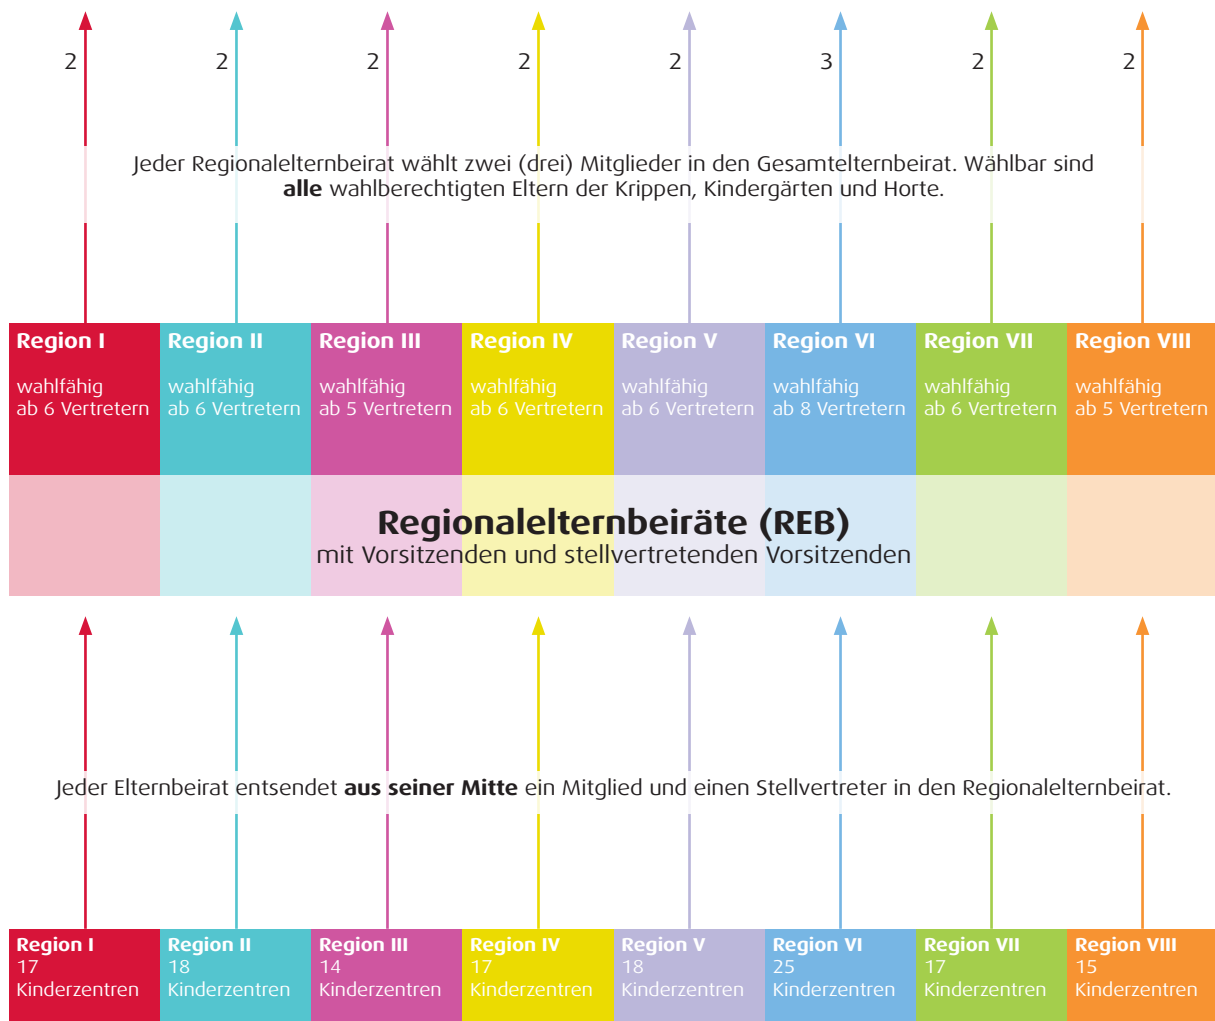 2 2 2 2 2 3 2 2
Jeder Regionalelternbeirat wählt zwei (drei) Mitglieder in den Gesamtelternbeirat. Wählbar sind
alle wahlberechtigten Eltern der Krippen, Kindergärten und Horte.
Region I
wahlfähig
ab 6 Vertretern
Region II
wahlfähig
ab 6 Vertretern
Region III
wahlfähig
ab 5 Vertretern
Region IV
wahlfähig
ab 6 Vertretern
Region V
wahlfähig
ab 6 Vertretern
Region VI
wahlfähig
ab 8 Vertretern
Region VII
wahlfähig
ab 6 Vertretern
Region VIII
wahlfähig
ab 5 Vertretern
Regionalelternbeiräte (REB)
mit Vorsitzenden und stellvertretenden Vorsitzenden
Jeder Elternbeirat entsendet aus seiner Mitte ein Mitglied und einen Stellvertreter in den Regionalelternbeirat.
Region I
17
Kinderzentren
Region II
18
Kinderzentren
Region III
14
Kinderzentren
Region IV
17
Kinderzentren
Region V
18
Kinderzentren
Region VI
25
Kinderzentren
Region VII
17
Kinderzentren
Region VIII
15
Kinderzentren